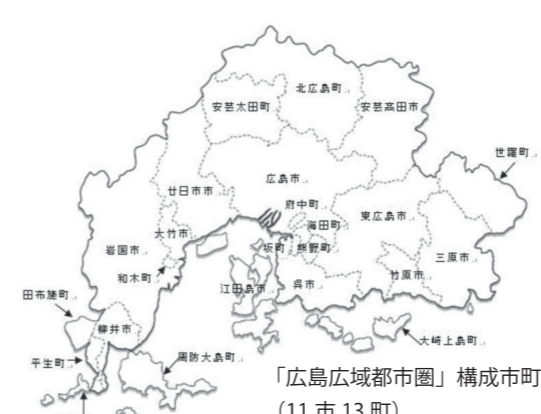 北広島町
安芸太田町
安芸高田市
世羅町
広島市
廿日市市
府中町
海田町
東広島市
大竹市
坂町
熊野町
岩国市
三原市
和木町
竹原市
江田島市
呉市
田布施町
柳井市
大崎上島町
平生町
周防大島町
「広島広域都市圏」構成市町
（11 市 13 町）